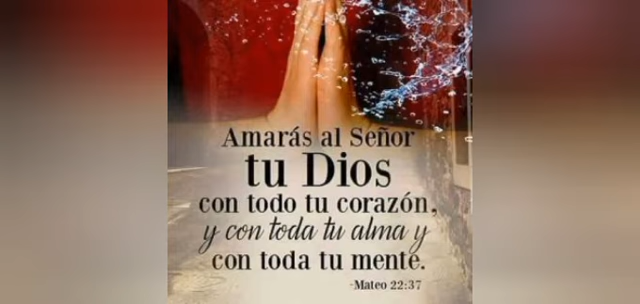 Amarás al Señor
tu Dios
con todo tu corazón,
y con toda tu alma y
con toda tu mente.
-Mateo 22:37